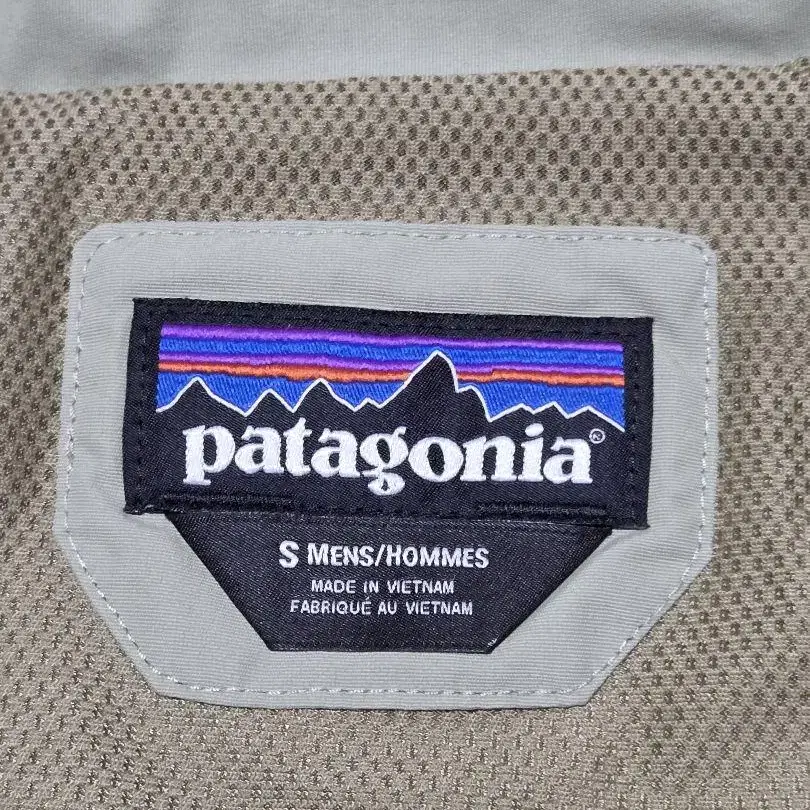 patagonia®
S MENS/HOMMES
MADE IN VIETNAM
FABRIQUÉ AU VIETNAM